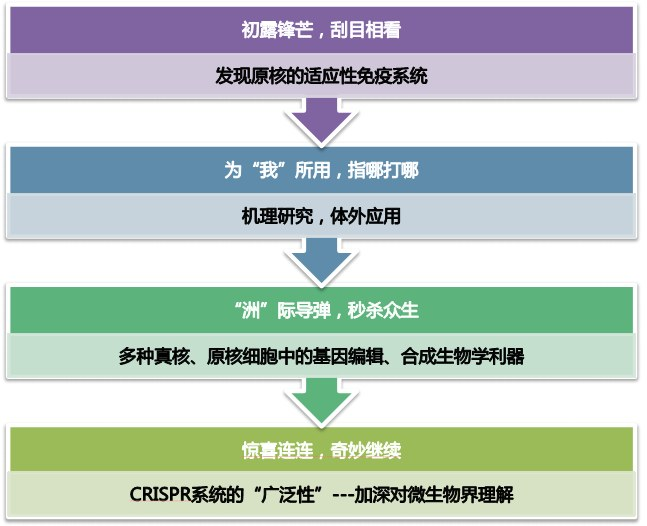 初露锋芒，刮目相看
发现原核的适应性免疫系统
为“我”所用，指哪打哪
机理研究，体外应用
“洲”际导弹，秒杀众生
多种真核、原核细胞中的基因编辑、合成生物学利器
惊喜连连，奇妙继续
CRISPR系统的“广泛性”---加深对微生物界理解